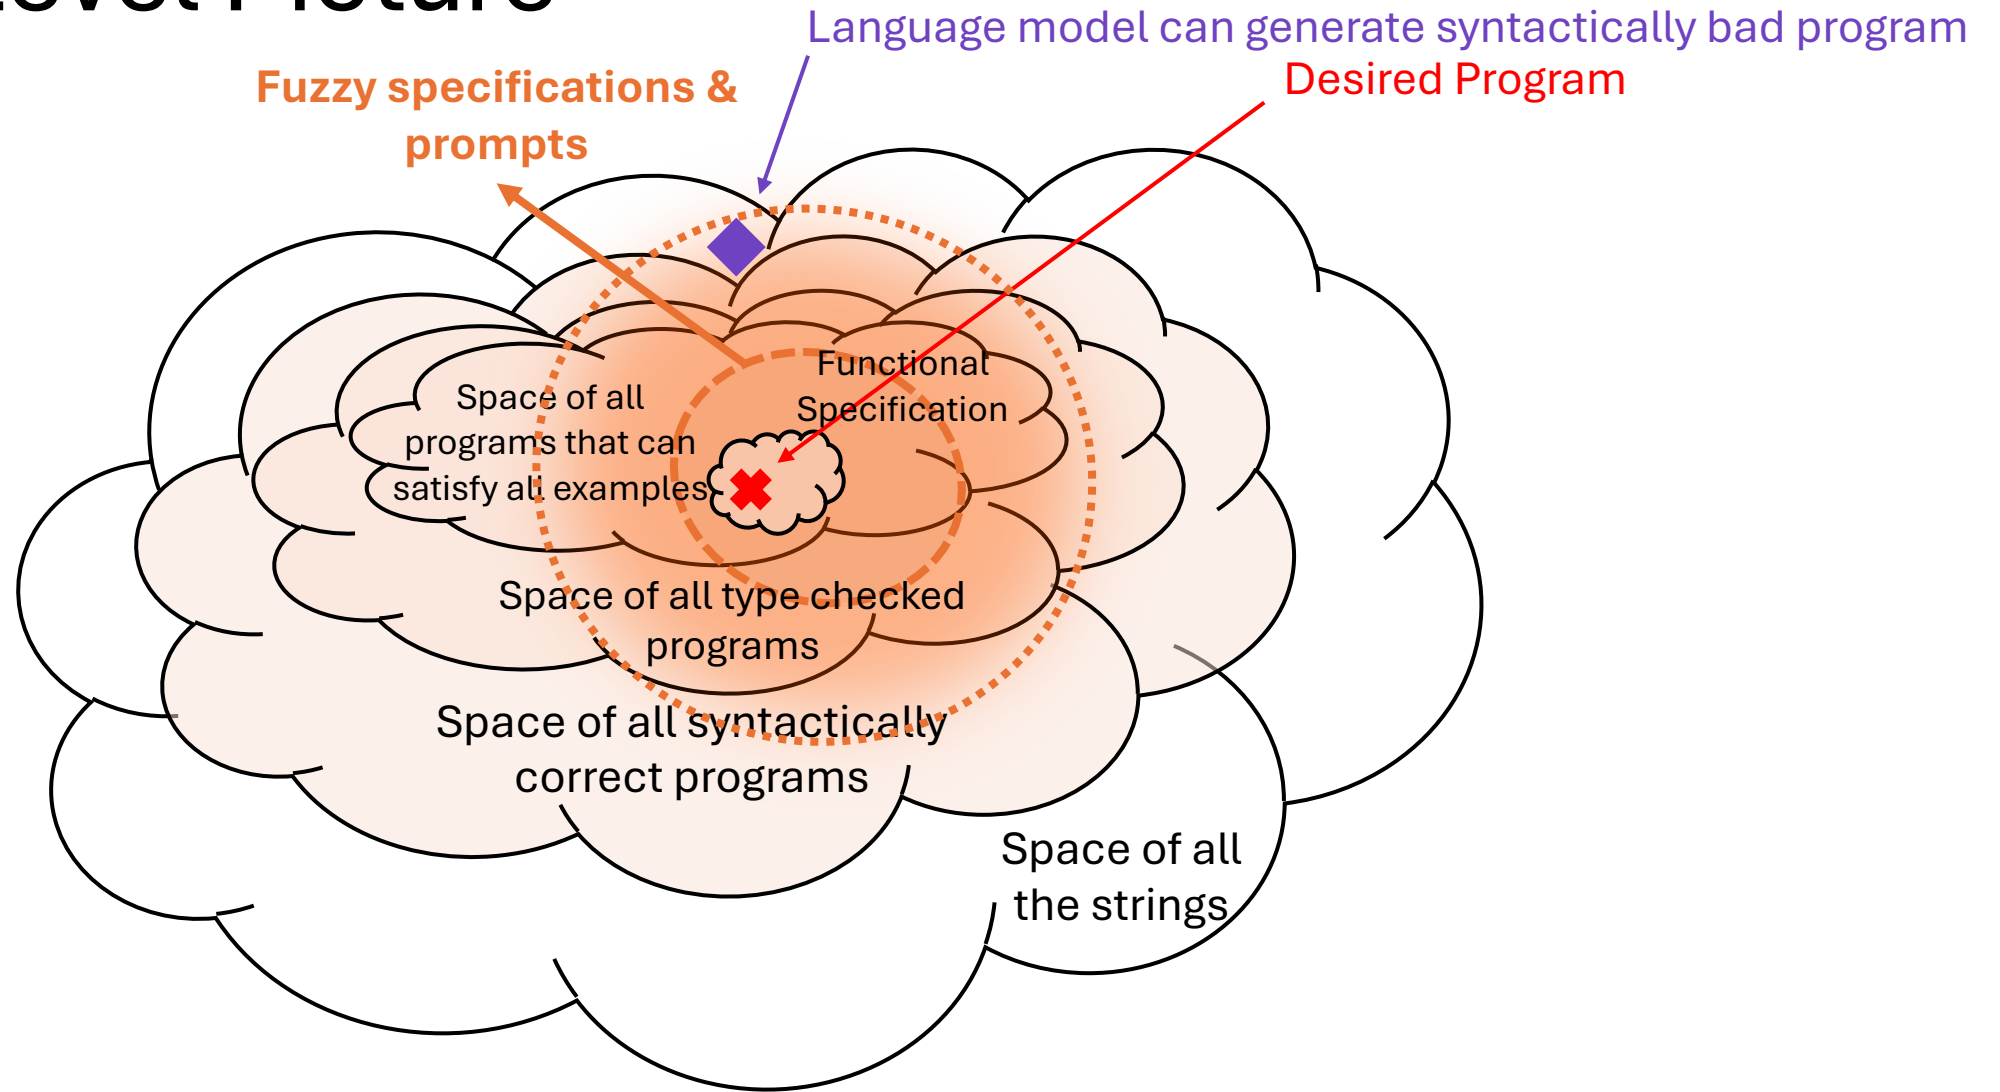 Language model can generate syntactically bad program
Fuzzy specifications &
prompts
Desired Program
Functional
Specification
Space of all
programs that can
satisfy all examples
Space of all type checked
programs
Space of all syntactically
correct programs
Space of all
the strings